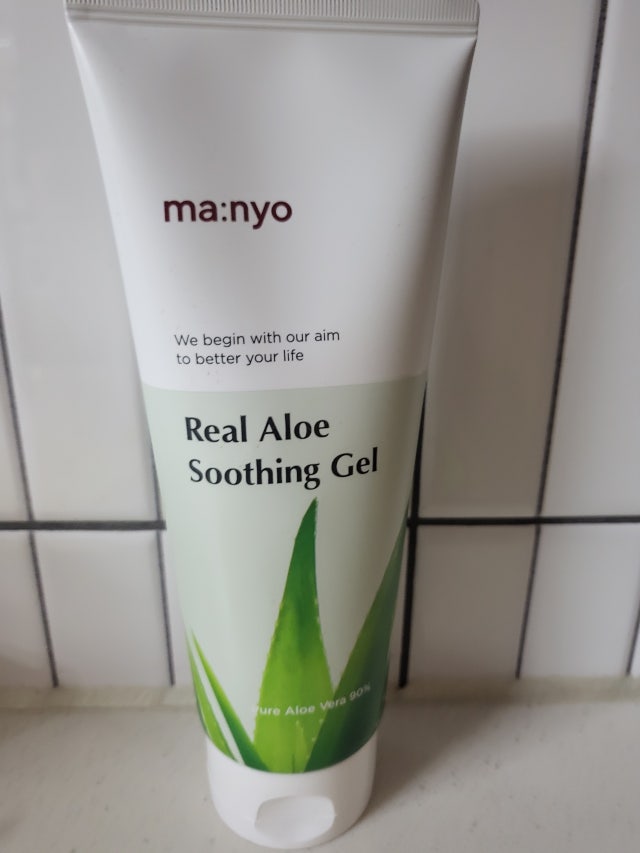 ma:nyo
We begin with our aim
to better your life
Real Aloe
Soothing Gel
Pure Aloe Vera 90%